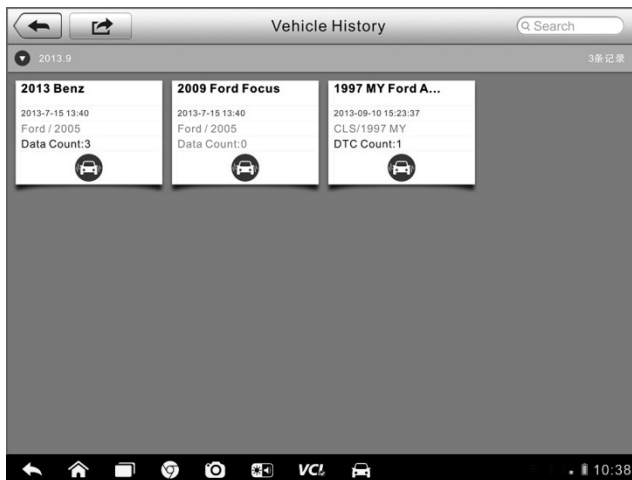 Vehicle History
Search
2013.9
3条记录
2013 Benz
2013-7-15 13:40
Ford / 2005
Data Count:3
2009 Ford Focus
2013-7-15 13:40
Ford / 2005
Data Count:0
1997 MY Ford A...
2013-09-10 15:23:37
CLS/1997 MY
DTC Count:1
VCI
10:38